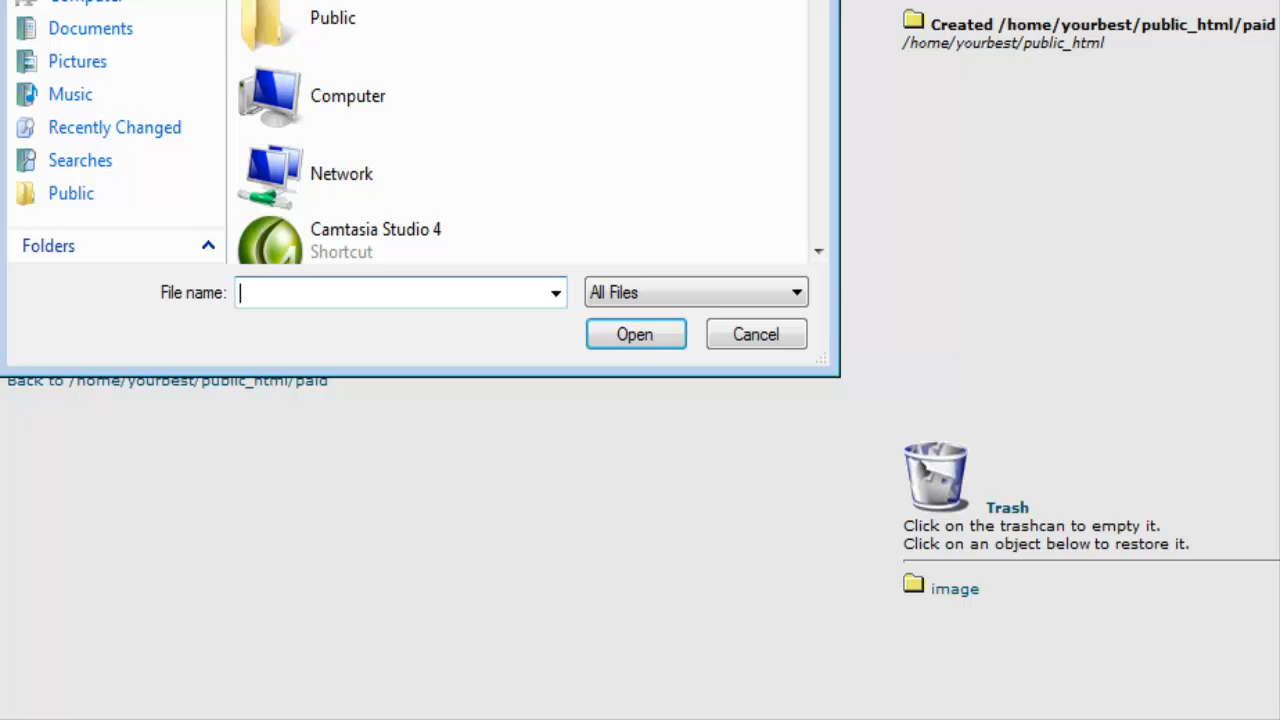 Computer
Documents
Pictures
Music
Recently Changed
Searches
Public
Folders
Public
Computer
Network
Camtasia Studio 4
Shortcut
File name:
All Files
Open
Cancel
Back to /home/yourbest/public_html/paid
Created /home/yourbest/public_html/paid
/home/yourbest/public_html
Trash
Click on the trashcan to empty it.
Click on an object below to restore it.
image